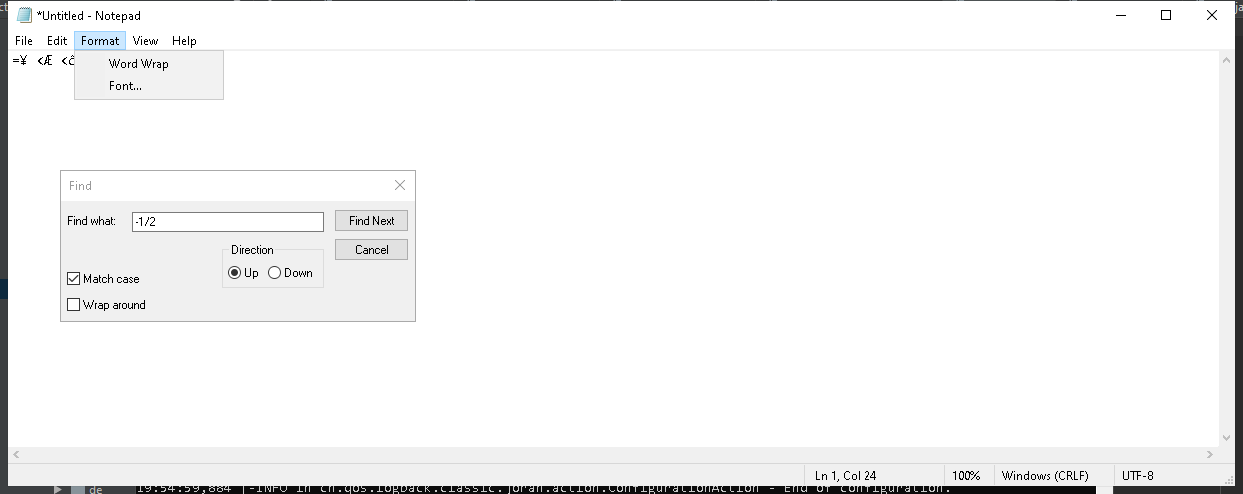 *Untitled - Notepad
File Edit Format View Help
=¥ <Æ
Word Wrap
Font...
Find
Find what: -1/2 Find Next
Direction Cancel
Up Down
Match case
Wrap around
Ln 1, Col 24 100% Windows (CRLF) UTF-8
de 19:54:59,884 |-INFO in ch.qos.logback.classic.joran.action.ConfigurationAction - End of configuration.